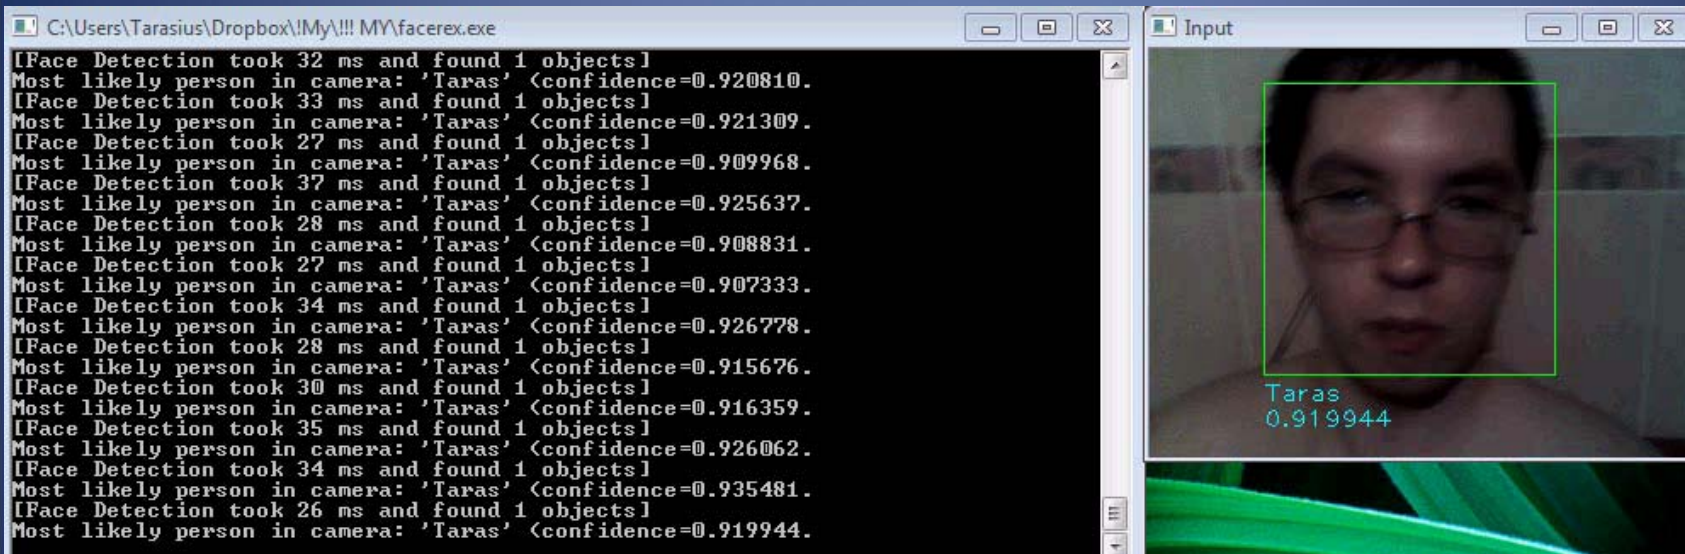 C:\Users\Tarasius\Dropbox\!My\!!! MY\facerex.exe
[Face Detection took 32 ms and found 1 objects]
Most likely person in camera: 'Taras' (confidence=0.920810.
[Face Detection took 33 ms and found 1 objects]
Most likely person in camera: 'Taras' (confidence=0.921309.
[Face Detection took 27 ms and found 1 objects]
Most likely person in camera: 'Taras' (confidence=0.909968.
[Face Detection took 37 ms and found 1 objects]
Most likely person in camera: 'Taras' (confidence=0.925637.
[Face Detection took 28 ms and found 1 objects]
Most likely person in camera: 'Taras' (confidence=0.908831.
[Face Detection took 27 ms and found 1 objects]
Most likely person in camera: 'Taras' (confidence=0.907333.
[Face Detection took 34 ms and found 1 objects]
Most likely person in camera: 'Taras' (confidence=0.926778.
[Face Detection took 28 ms and found 1 objects]
Most likely person in camera: 'Taras' (confidence=0.915676.
[Face Detection took 30 ms and found 1 objects]
Most likely person in camera: 'Taras' (confidence=0.916359.
[Face Detection took 35 ms and found 1 objects]
Most likely person in camera: 'Taras' (confidence=0.926062.
[Face Detection took 34 ms and found 1 objects]
Most likely person in camera: 'Taras' (confidence=0.935481.
[Face Detection took 26 ms and found 1 objects]
Most likely person in camera: 'Taras' (confidence=0.919944.
Input
Taras
0.919944